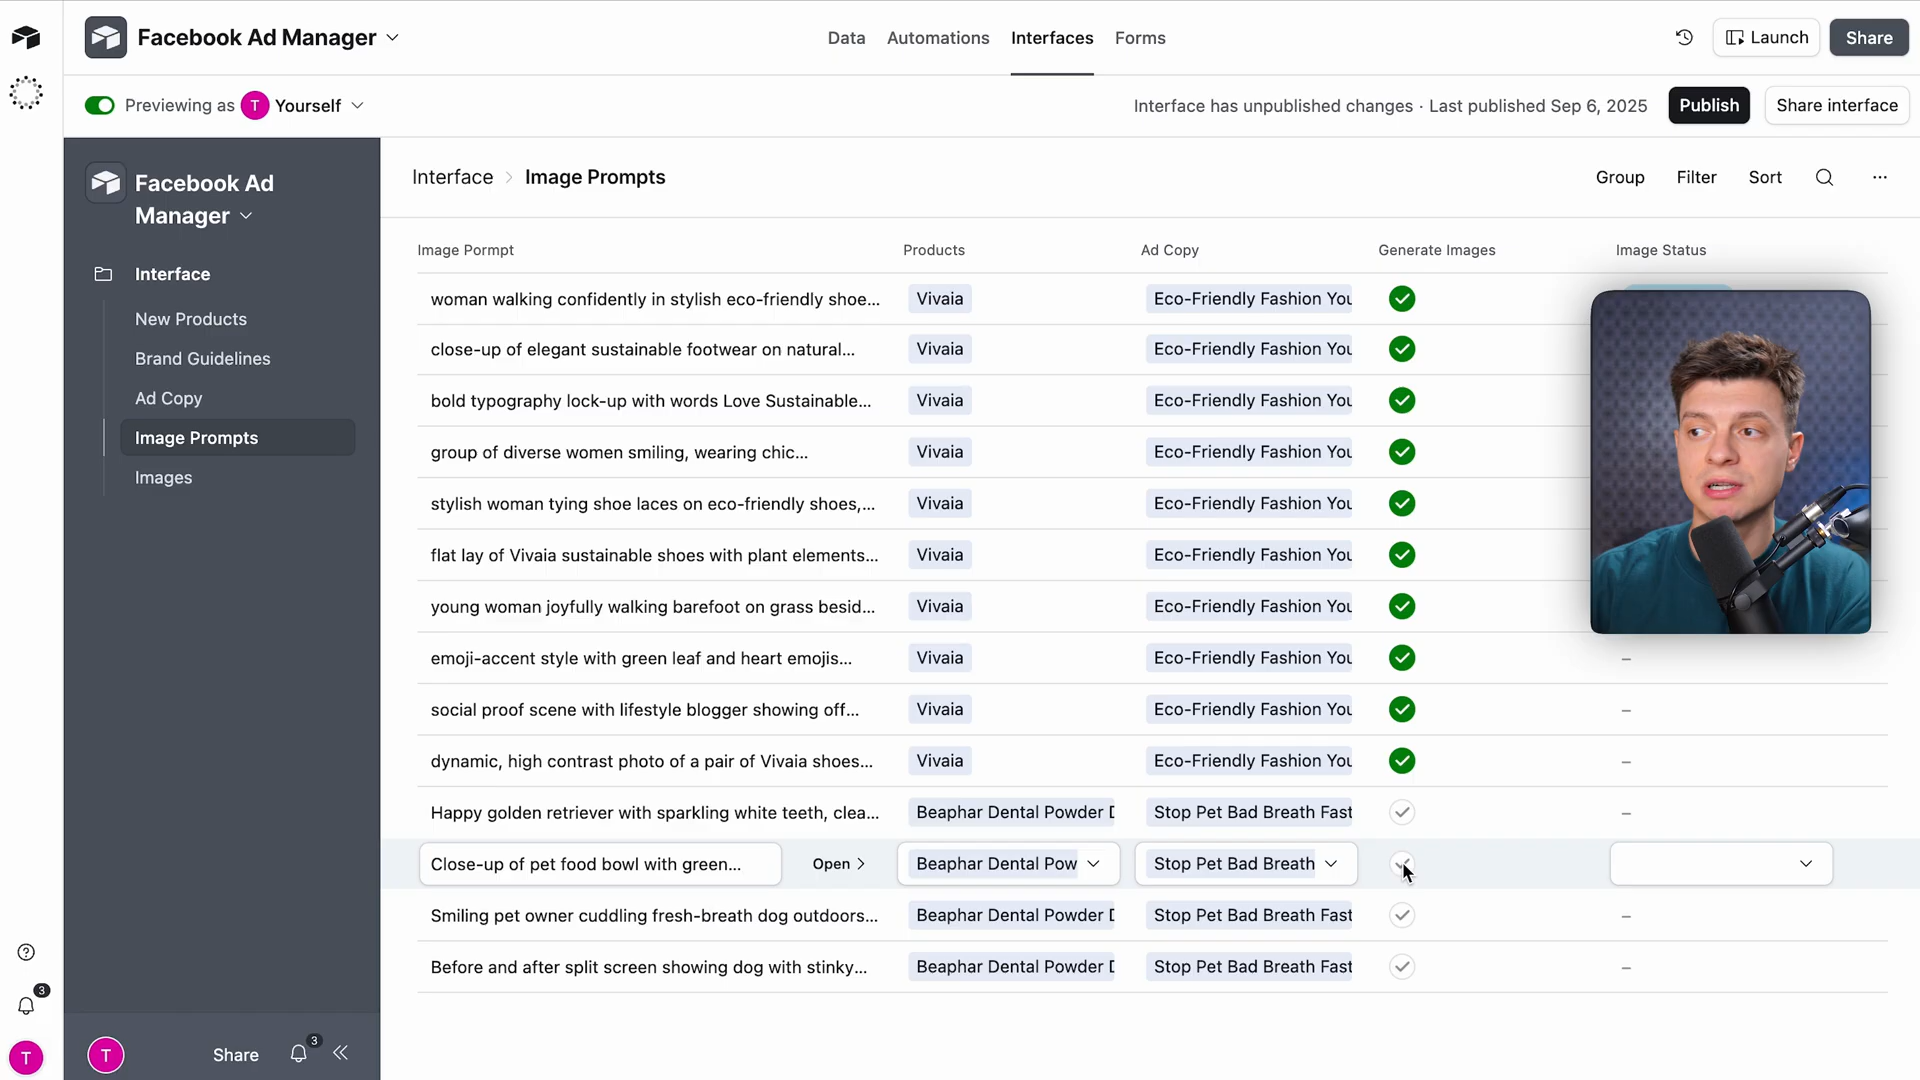 Facebook Ad Manager
Data Automations Interfaces Forms
Launch Share
Previewing as T Yourself
Interface has unpublished changes · Last published Sep 6, 2025 Publish Share interface
Facebook Ad
Manager
Interface
New Products
Brand Guidelines
Ad Copy
Image Prompts
Images
Interface > Image Prompts
Group Filter Sort ...
Image Pormpt Products Ad Copy Generate Images Image Status
woman walking confidently in stylish eco-friendly shoe... Vivaia Eco-Friendly Fashion You
close-up of elegant sustainable footwear on natural... Vivaia Eco-Friendly Fashion You
bold typography lock-up with words Love Sustainable... Vivaia Eco-Friendly Fashion You
group of diverse women smiling, wearing chic... Vivaia Eco-Friendly Fashion You
stylish woman tying shoe laces on eco-friendly shoes,... Vivaia Eco-Friendly Fashion You
flat lay of Vivaia sustainable shoes with plant elements... Vivaia Eco-Friendly Fashion You
young woman joyfully walking barefoot on grass besid... Vivaia Eco-Friendly Fashion You
emoji-accent style with green leaf and heart emojis... Vivaia Eco-Friendly Fashion You –
social proof scene with lifestyle blogger showing off... Vivaia Eco-Friendly Fashion You –
dynamic, high contrast photo of a pair of Vivaia shoes... Vivaia Eco-Friendly Fashion You –
Happy golden retriever with sparkling white teeth, clea... Beaphar Dental Powder D Stop Pet Bad Breath Fast –
Close-up of pet food bowl with green... Open > Beaphar Dental Pow Stop Pet Bad Breath
Smiling pet owner cuddling fresh-breath dog outdoors... Beaphar Dental Powder D Stop Pet Bad Breath Fast –
Before and after split screen showing dog with stinky... Beaphar Dental Powder D Stop Pet Bad Breath Fast –
3
T
T Share 3